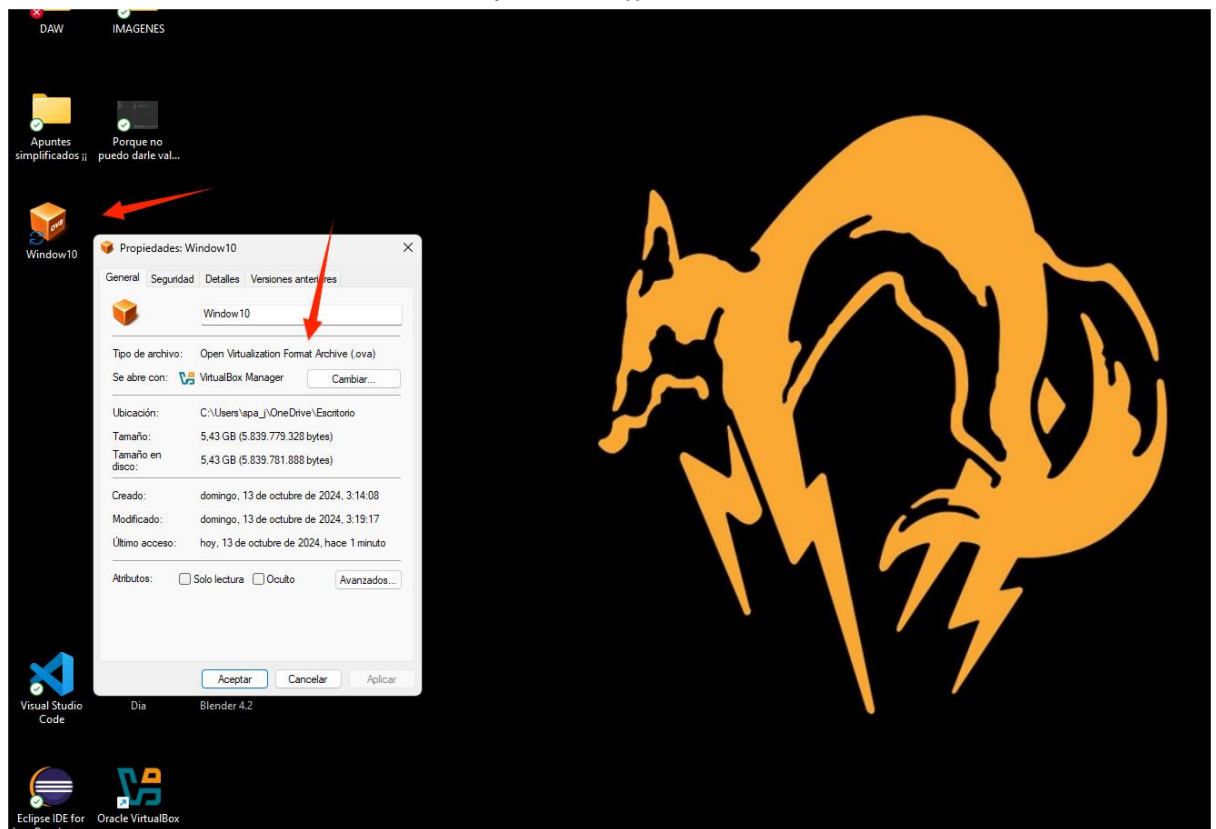 DAW
IMAGENES
Apuntes
simplificados ¡¡
Porque no
puedo darle val...
ova
Window10
Propiedades: Window10
General Seguridad Detalles Versiones anteriores
Window10
Tipo de archivo: Open Virtualization Format Archive (.ova)
Se abre con: VirtualBox Manager Cambiar...
Ubicación: C:\Users\spa_j\OneDrive\Escritorio
Tamaño: 5,43 GB (5.839.779.328 bytes)
Tamaño en
disco: 5,43 GB (5.839.781.888 bytes)
Creado: domingo, 13 de octubre de 2024, 3:14:08
Modificado: domingo, 13 de octubre de 2024, 3:19:17
Último acceso: hoy, 13 de octubre de 2024, hace 1 minuto
Atributos: Solo lectura Oculto Avanzados...
Aceptar Cancelar Aplicar
Visual Studio
Code
Dia
Blender 4.2
Eclipse IDE for
Oracle VirtualBox